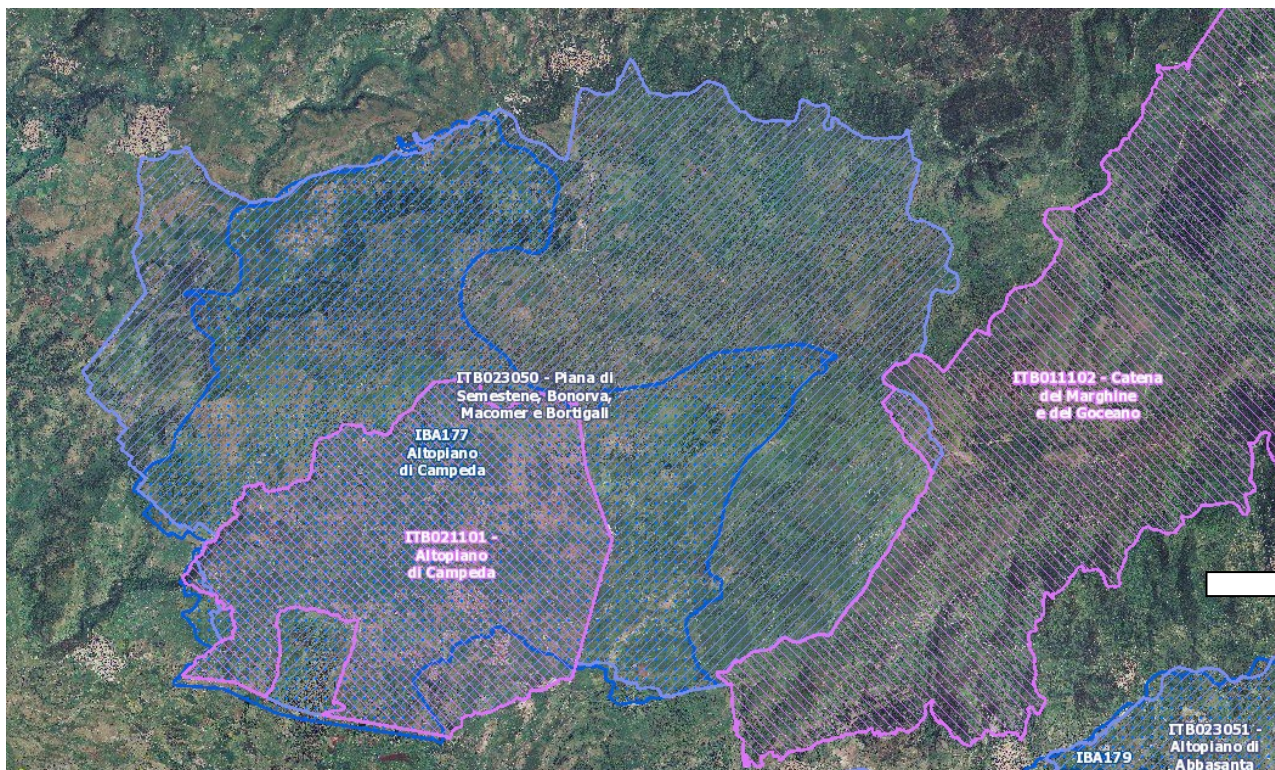 ITB023050 - Piana di
Semestene, Bonorva,
Macomer e Bortigali
ITB011102 - Catena
del Marghine
e del Goceano
IBA177
Altopiano
di Campeda
ITB021101 -
Altopiano
di Campeda
ITB023051 -
Altopiano di
Abbasanta
IBA179